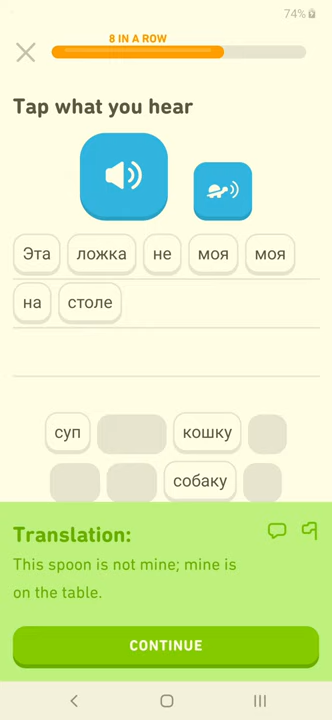 74%
8 IN A ROW
Tap what you hear
Эта ложка не моя моя
на столе
суп кошку
собаку
Translation:
This spoon is not mine; mine is
on the table.
CONTINUE